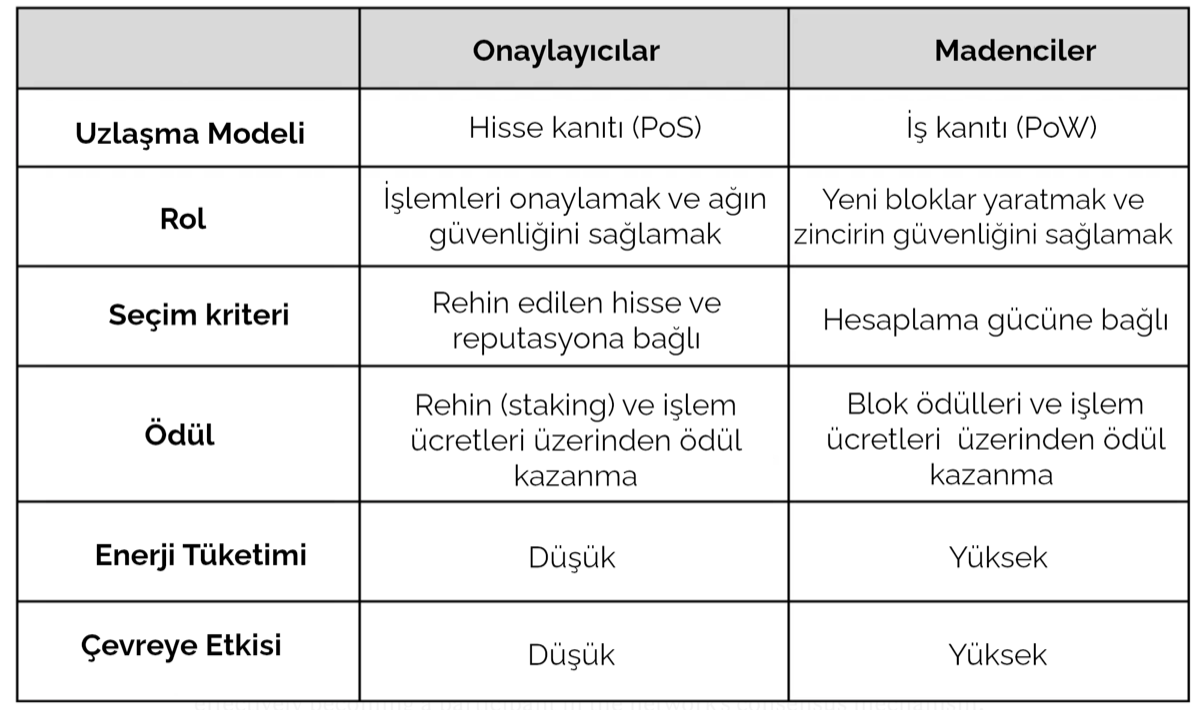 Onaylayıcılar
Madenciler
Uzlaşma Modeli
Hisse kanıtı (PoS)
İş kanıtı (PoW)
Rol
İşlemleri onaylamak ve ağın
güvenliğini sağlamak
Yeni bloklar yaratmak ve
zincirin güvenliğini sağlamak
Seçim kriteri
Rehin edilen hisse ve
reputasyona bağlı
Hesaplama gücüne bağlı
Ödül
Rehin (staking) ve işlem
ücretleri üzerinden ödül
kazanma
Blok ödülleri ve işlem
ücretleri üzerinden ödül
kazanma
Enerji Tüketimi
Düşük
Yüksek
Çevreye Etkisi
Düşük
Yüksek